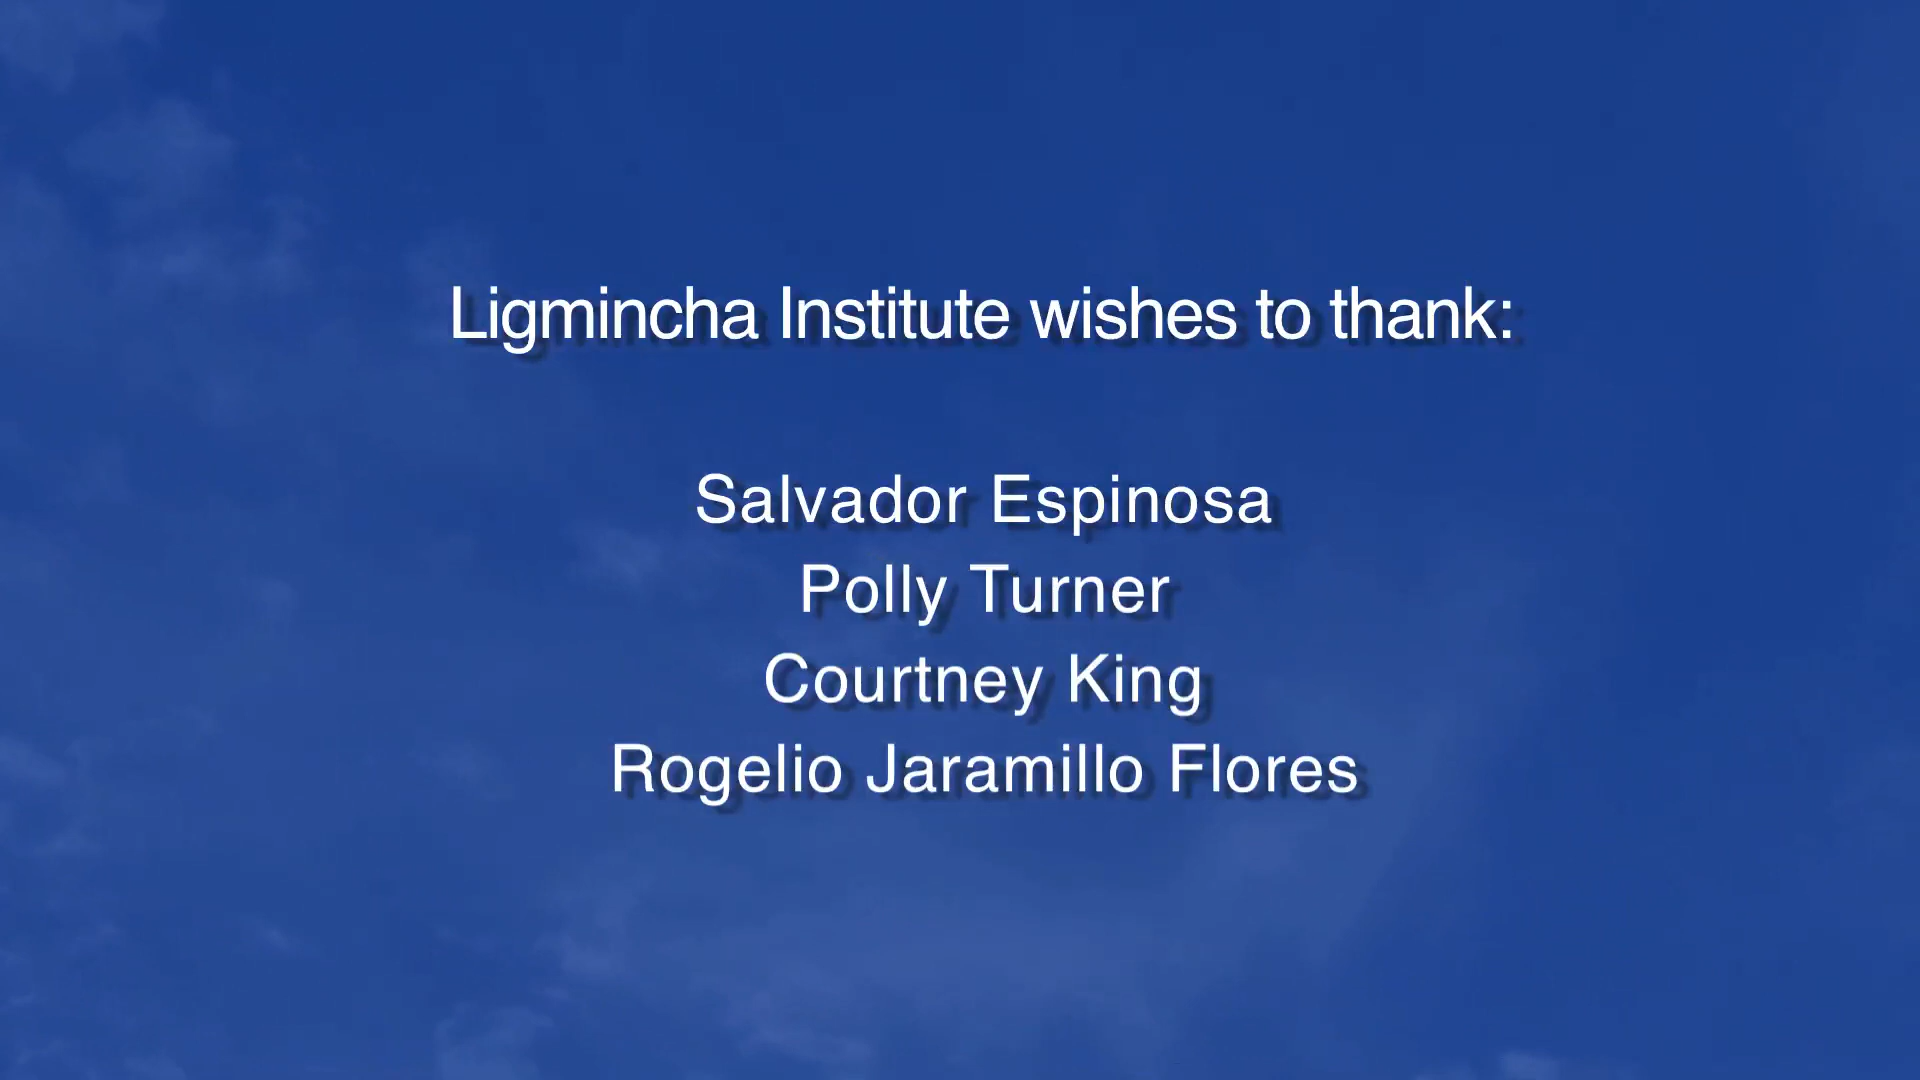 Ligmincha Institute wishes to thank:
Salvador Espinosa
Polly Turner
Courtney King
Rogelio Jaramillo Flores